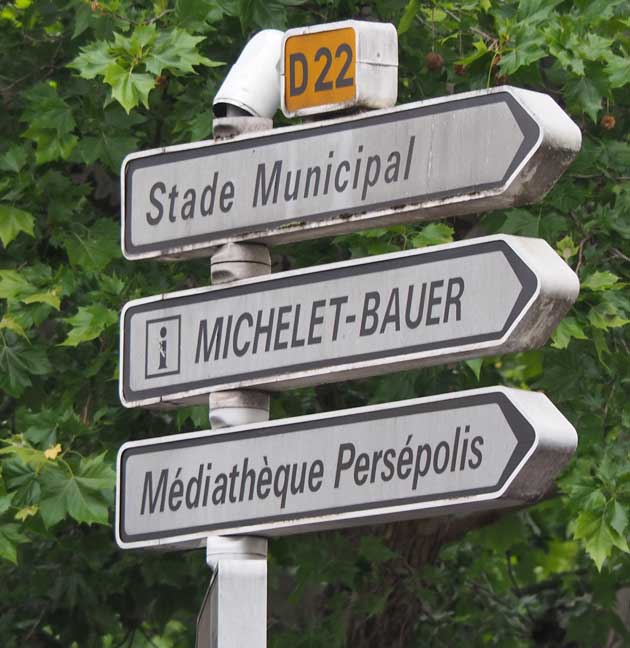 D22
Stade Municipal
i MICHELET-BAUER
Médiathèque Persépolis